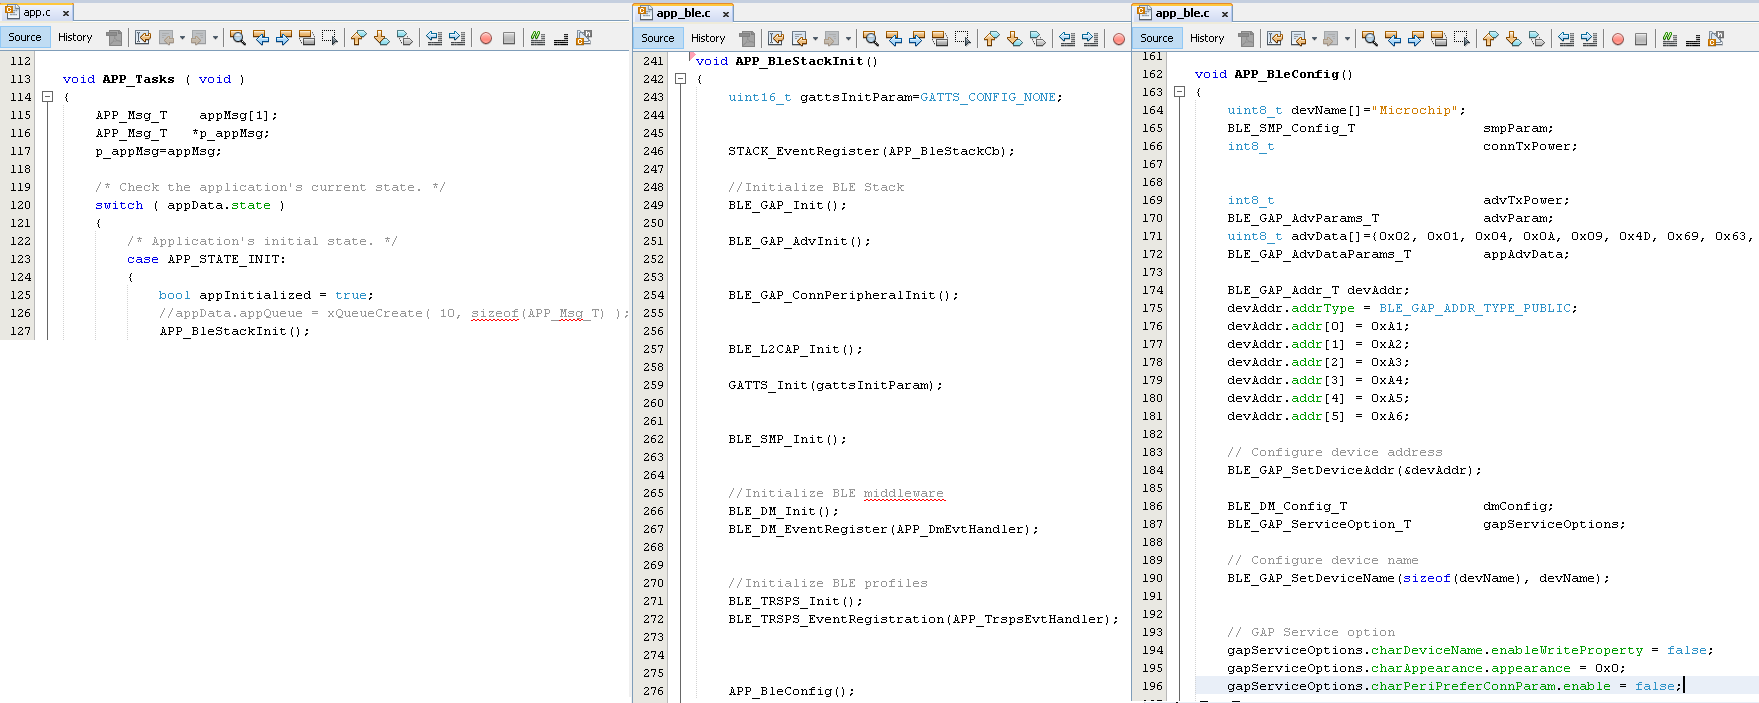 app.c x
Source History
112
113 void APP_Tasks ( void )
114 {
115 APP_Msg_T appMsg[1];
116 APP_Msg_T *p_appMsg;
117 p_appMsg=appMsg;
118
119 /* Check the application's current state. */
120 switch ( appData.state )
121 {
122 /* Application's initial state. */
123 case APP_STATE_INIT:
124 {
125 bool appInitialized = true;
126 //appData.appQueue = xQueueCreate( 10, sizeof(APP_Msg_T) );
127 APP_BleStackInit();
app_ble.c x
Source History
241 void APP_BleStackInit()
242 {
243 uint16_t gattsInitParam=GATTS_CONFIG_NONE;
244
245
246 STACK_EventRegister(APP_BleStackCb);
247
248 //Initialize BLE Stack
249 BLE_GAP_Init();
250
251 BLE_GAP_AdvInit();
252
253
254 BLE_GAP_ConnPeripheralInit();
255
256
257 BLE_L2CAP_Init();
258
259 GATTS_Init(gattsInitParam);
260
261
262 BLE_SMP_Init();
263
264
265 //Initialize BLE middleware
266 BLE_DM_Init();
267 BLE_DM_EventRegister(APP_DmEvtHandler);
268
269
270 //Initialize BLE profiles
271 BLE_TRSPS_Init();
272 BLE_TRSPS_EventRegistration(APP_TrspsEvtHandler);
273
274
275
276 APP_BleConfig();
app_ble.c x
Source History
161
162 void APP_BleConfig()
163 {
164 uint8_t devName[]="Microchip";
165 BLE_SMP_Config_T smpParam;
166 int8_t connTxPower;
167
168
169 int8_t advTxPower;
170 BLE_GAP_AdvParams_T advParam;
171 uint8_t advData[]={0x02, 0x01, 0x04, 0x0A, 0x09, 0x4D, 0x69, 0x63,
172 BLE_GAP_AdvDataParams_T appAdvData;
173
174 BLE_GAP_Addr_T devAddr;
175 devAddr.addrType = BLE_GAP_ADDR_TYPE_PUBLIC;
176 devAddr.addr[0] = 0xA1;
177 devAddr.addr[1] = 0xA2;
178 devAddr.addr[2] = 0xA3;
179 devAddr.addr[3] = 0xA4;
180 devAddr.addr[4] = 0xA5;
181 devAddr.addr[5] = 0xA6;
182
183 // Configure device address
184 BLE_GAP_SetDeviceAddr(&devAddr);
185
186 BLE_DM_Config_T dmConfig;
187 BLE_GAP_ServiceOption_T gapServiceOptions;
188
189 // Configure device name
190 BLE_GAP_SetDeviceName(sizeof(devName), devName);
191
192
193 // GAP Service option
194 gapServiceOptions.charDeviceName.enableWriteProperty = false;
195 gapServiceOptions.charAppearance.appearance = 0x0;
196 gapServiceOptions.charPeriPreferConnParam.enable = false;